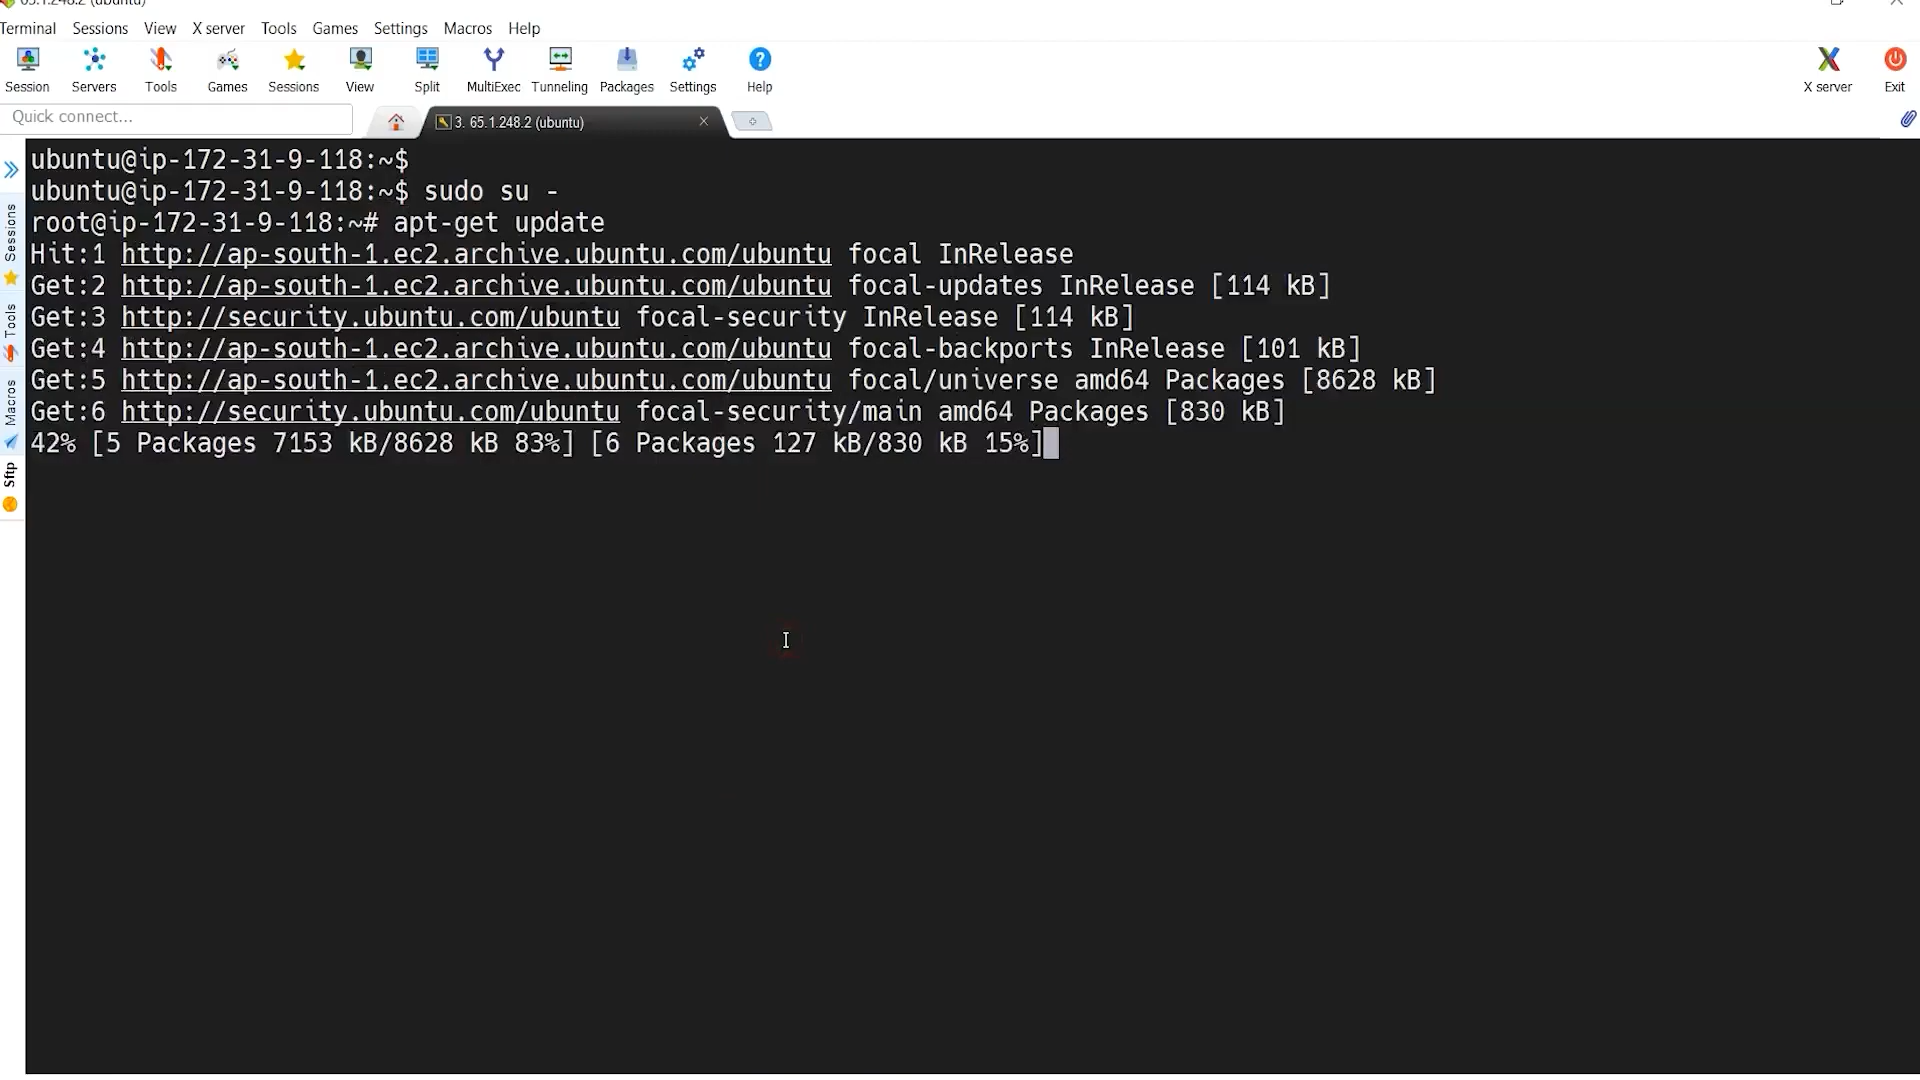 65.1.248.2 (ubuntu)
Terminal Sessions View X server Tools Games Settings Macros Help
Session Servers Tools Games Sessions View Split MultiExec Tunneling Packages Settings Help X server Exit
Quick connect...
3. 65.1.248.2 (ubuntu)
ubuntu@ip-172-31-9-118:~$
ubuntu@ip-172-31-9-118:~$ sudo su -
root@ip-172-31-9-118:~# apt-get update
Hit:1 http://ap-south-1.ec2.archive.ubuntu.com/ubuntu focal InRelease
Get:2 http://ap-south-1.ec2.archive.ubuntu.com/ubuntu focal-updates InRelease [114 kB]
Get:3 http://security.ubuntu.com/ubuntu focal-security InRelease [114 kB]
Get:4 http://ap-south-1.ec2.archive.ubuntu.com/ubuntu focal-backports InRelease [101 kB]
Get:5 http://ap-south-1.ec2.archive.ubuntu.com/ubuntu focal/universe amd64 Packages [8628 kB]
Get:6 http://security.ubuntu.com/ubuntu focal-security/main amd64 Packages [830 kB]
42% [5 Packages 7153 kB/8628 kB 83%] [6 Packages 127 kB/830 kB 15%]
Sessions
Tools
Macros
Sftp